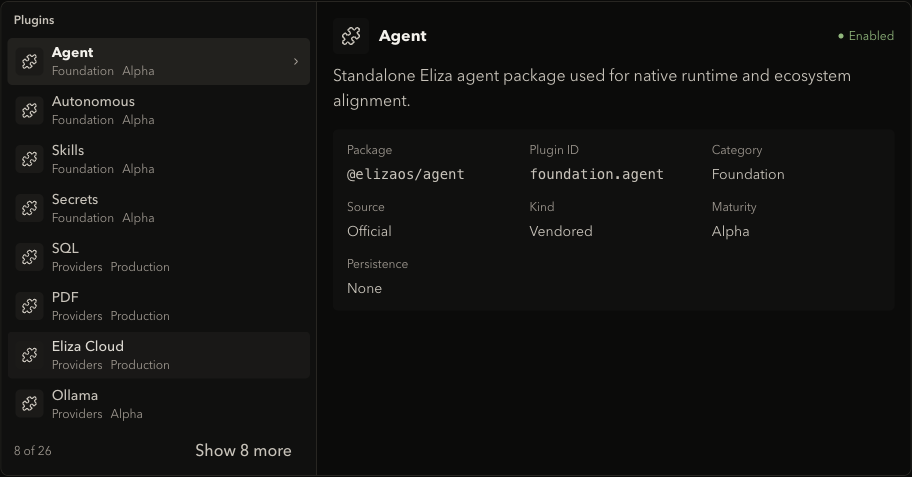 Plugins
Agent
Foundation Alpha
Autonomous
Foundation Alpha
Skills
Foundation Alpha
Secrets
Foundation Alpha
SQL
Providers Production
PDF
Providers Production
Eliza Cloud
Providers Production
Ollama
Providers Alpha
8 of 26
Show 8 more
Agent
Enabled
Standalone Eliza agent package used for native runtime and ecosystem
alignment.
Package
@elizaos/agent
Plugin ID
foundation.agent
Category
Foundation
Source
Official
Kind
Vendored
Maturity
Alpha
Persistence
None